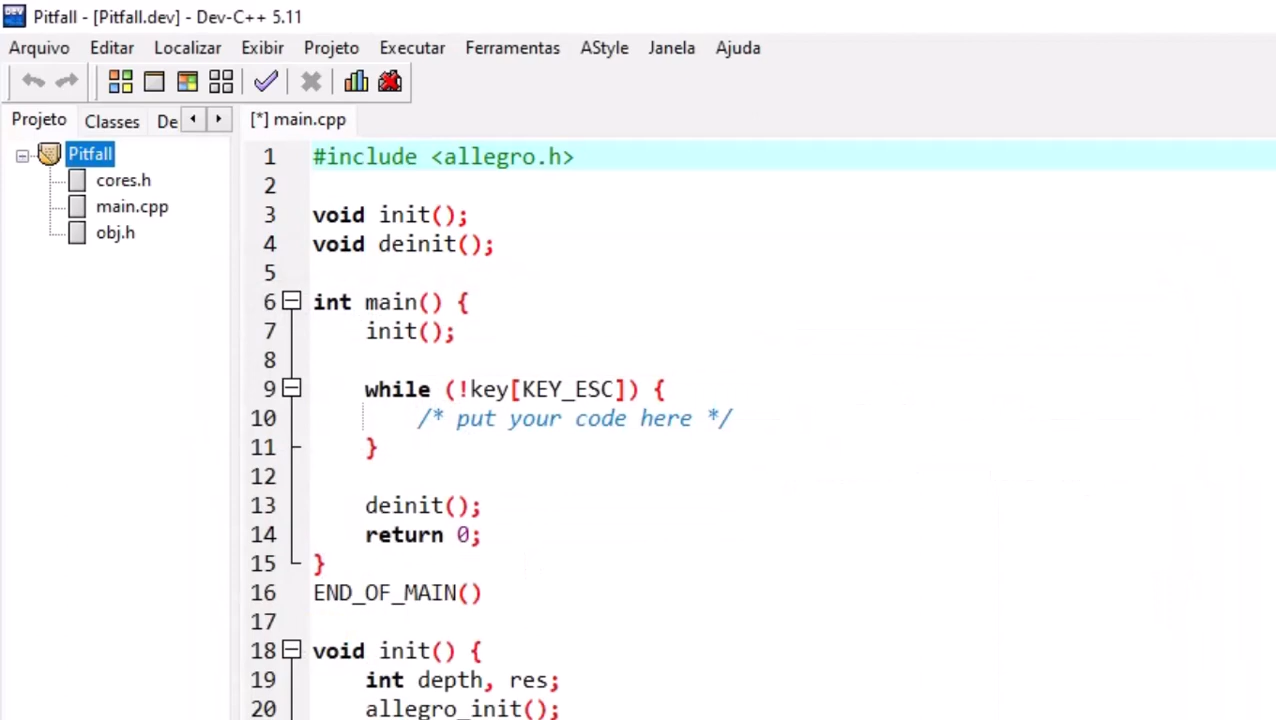 DEV
Pitfall - [Pitfall.dev] - Dev-C++ 5.11
Arquivo Editar Localizar Exibir Projeto Executar Ferramentas AStyle Janela Ajuda
Projeto Classes De
[*] main.cpp
Pitfall
cores.h
main.cpp
obj.h
1 #include <allegro.h>
2
3 void init();
4 void deinit();
5
6 int main() {
7 init();
8
9 while (!key[KEY_ESC]) {
10 /* put your code here */
11 }
12
13 deinit();
14 return 0;
15 }
16 END_OF_MAIN()
17
18 void init() {
19 int depth, res;
20 allegro_init();